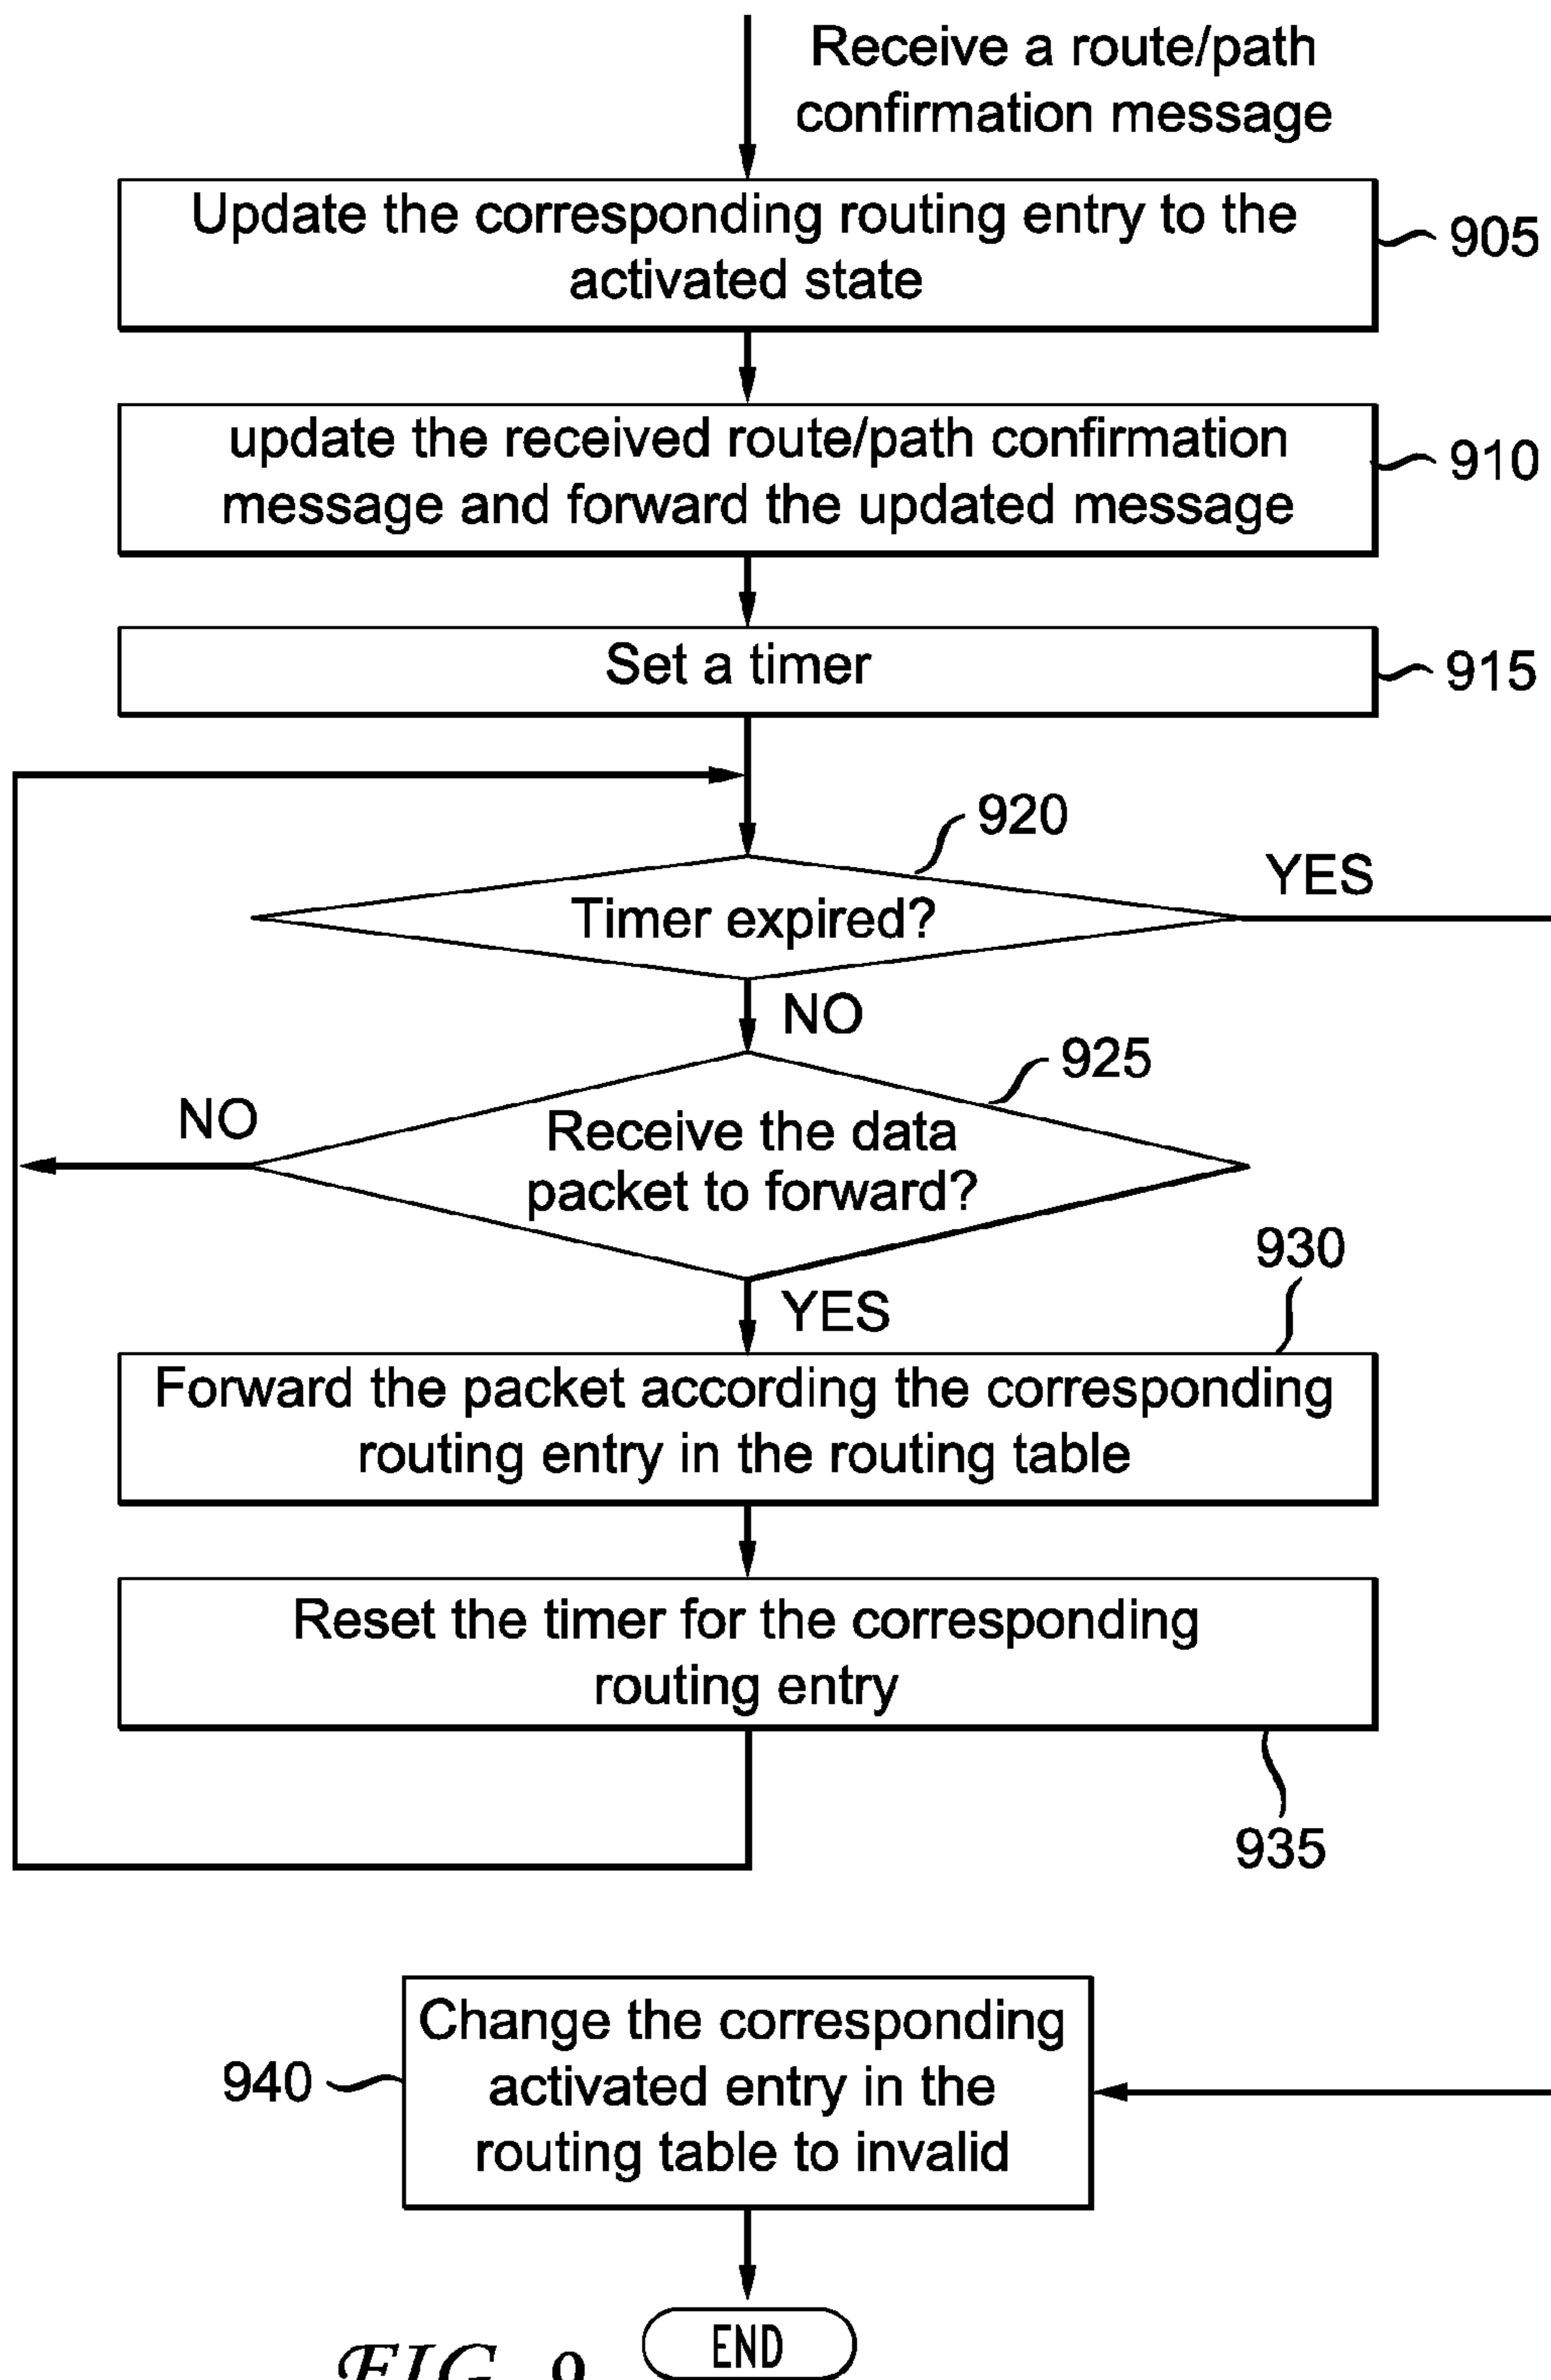 Receive a route/path
confirmation message
Update the corresponding routing entry to the
activated state
905
update the received route/path confirmation
message and forward the updated message
910
Set a timer
915
920
YES
Timer expired?
NO
925
NO
Receive the data
packet to forward?
930
YES
Forward the packet according the corresponding
routing entry in the routing table
Reset the timer for the corresponding
routing entry
935
Change the corresponding
activated entry in the
routing table to invalid
940
END
FIG. 9